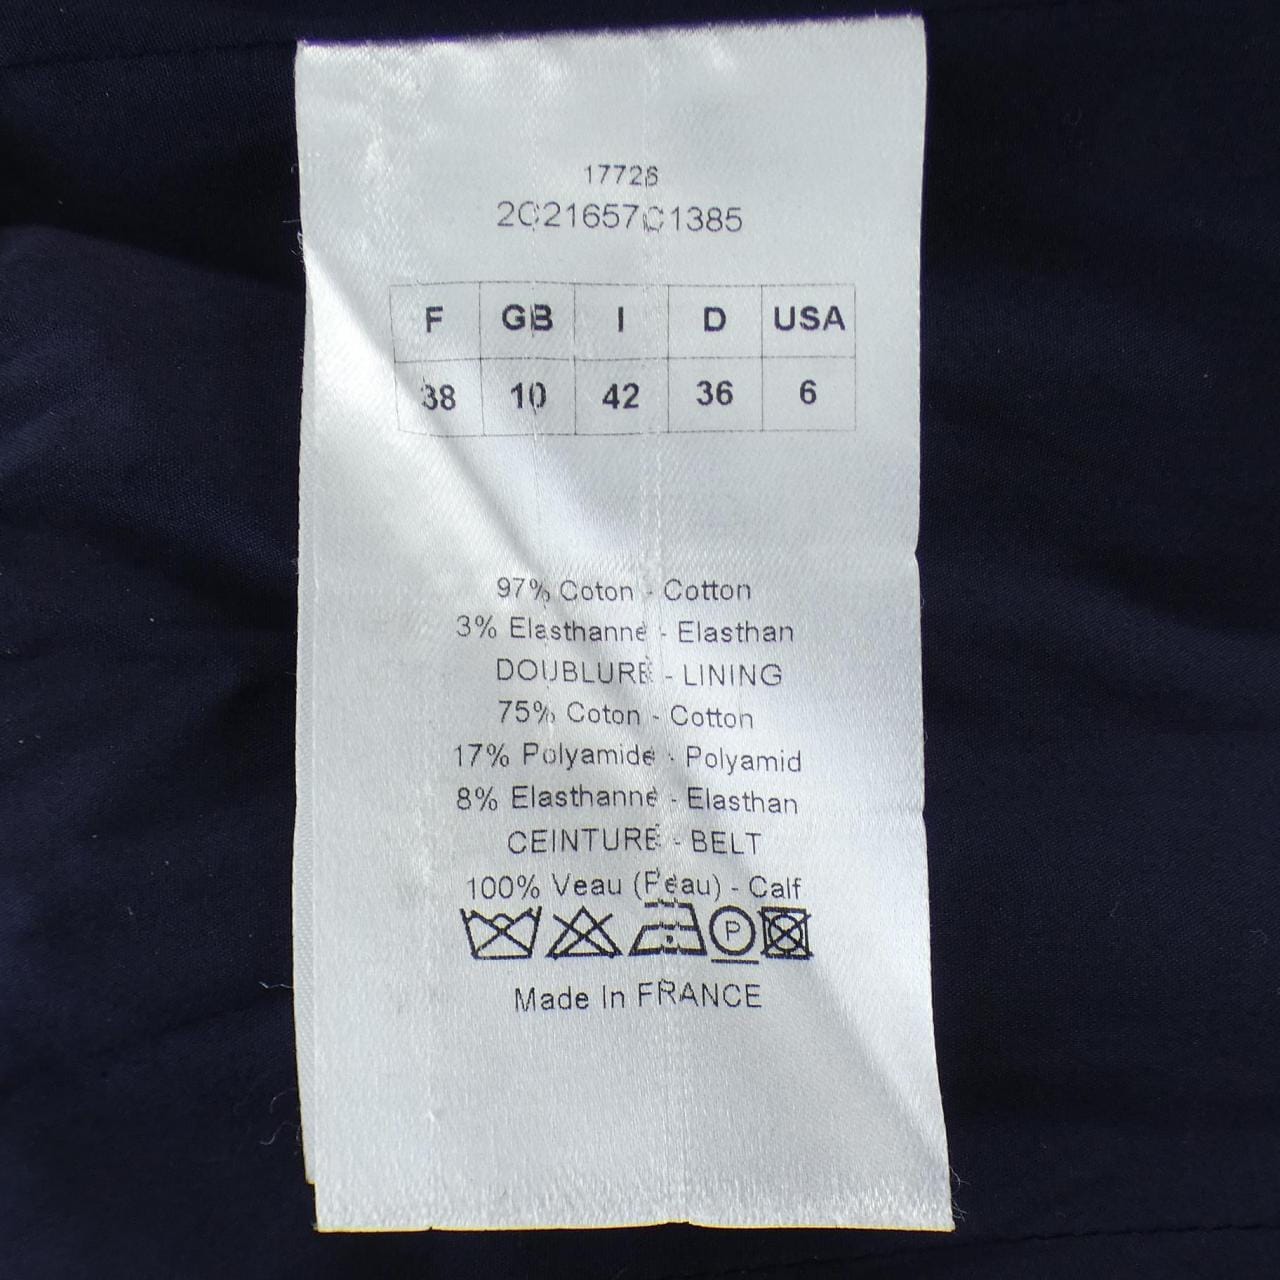 17726
2C21657C1385
F GB I D USA
38 10 42 36 6
97% Coton - Cotton
3% Elasthanne - Elasthan
DOUBLURE - LINING
75% Coton - Cotton
17% Polyamide - Polyamid
8% Elasthanne - Elasthan
CEINTURE - BELT
100% Veau (Peau) - Calf
P
Made In FRANCE